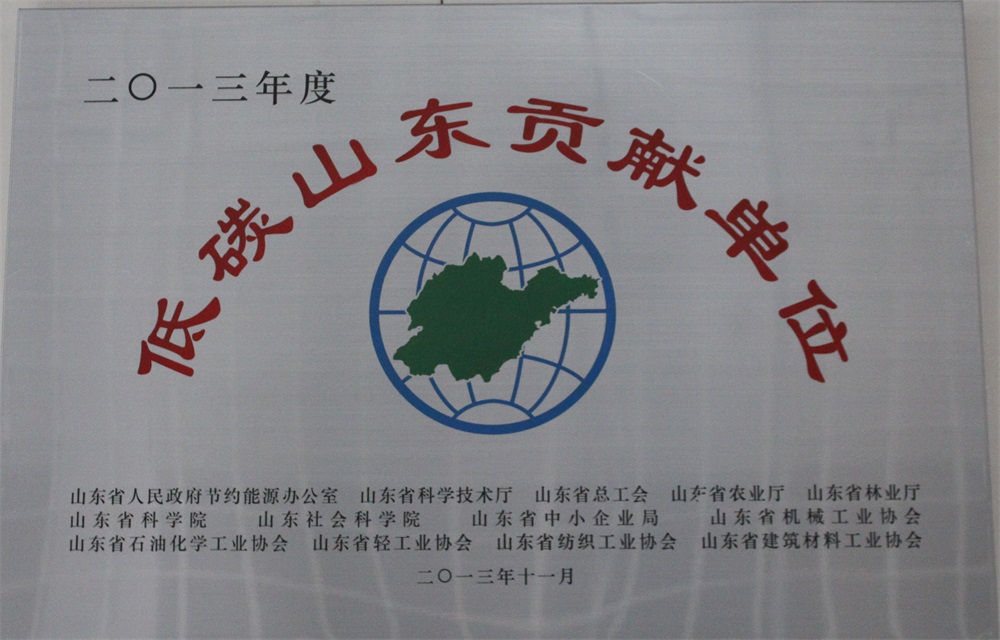 二〇一三年度
低碳山东贡献单位
山东省人民政府节约能源办公室 山东省科学技术厅 山东省总工会 山东省农业厅 山东省林业厅
山东省科学院 山东社会科学院 山东省中小企业局 山东省机械工业协会
山东省石油化学工业协会 山东省轻工业协会 山东省纺织工业协会 山东省建筑材料工业协会
二〇一三年十一月